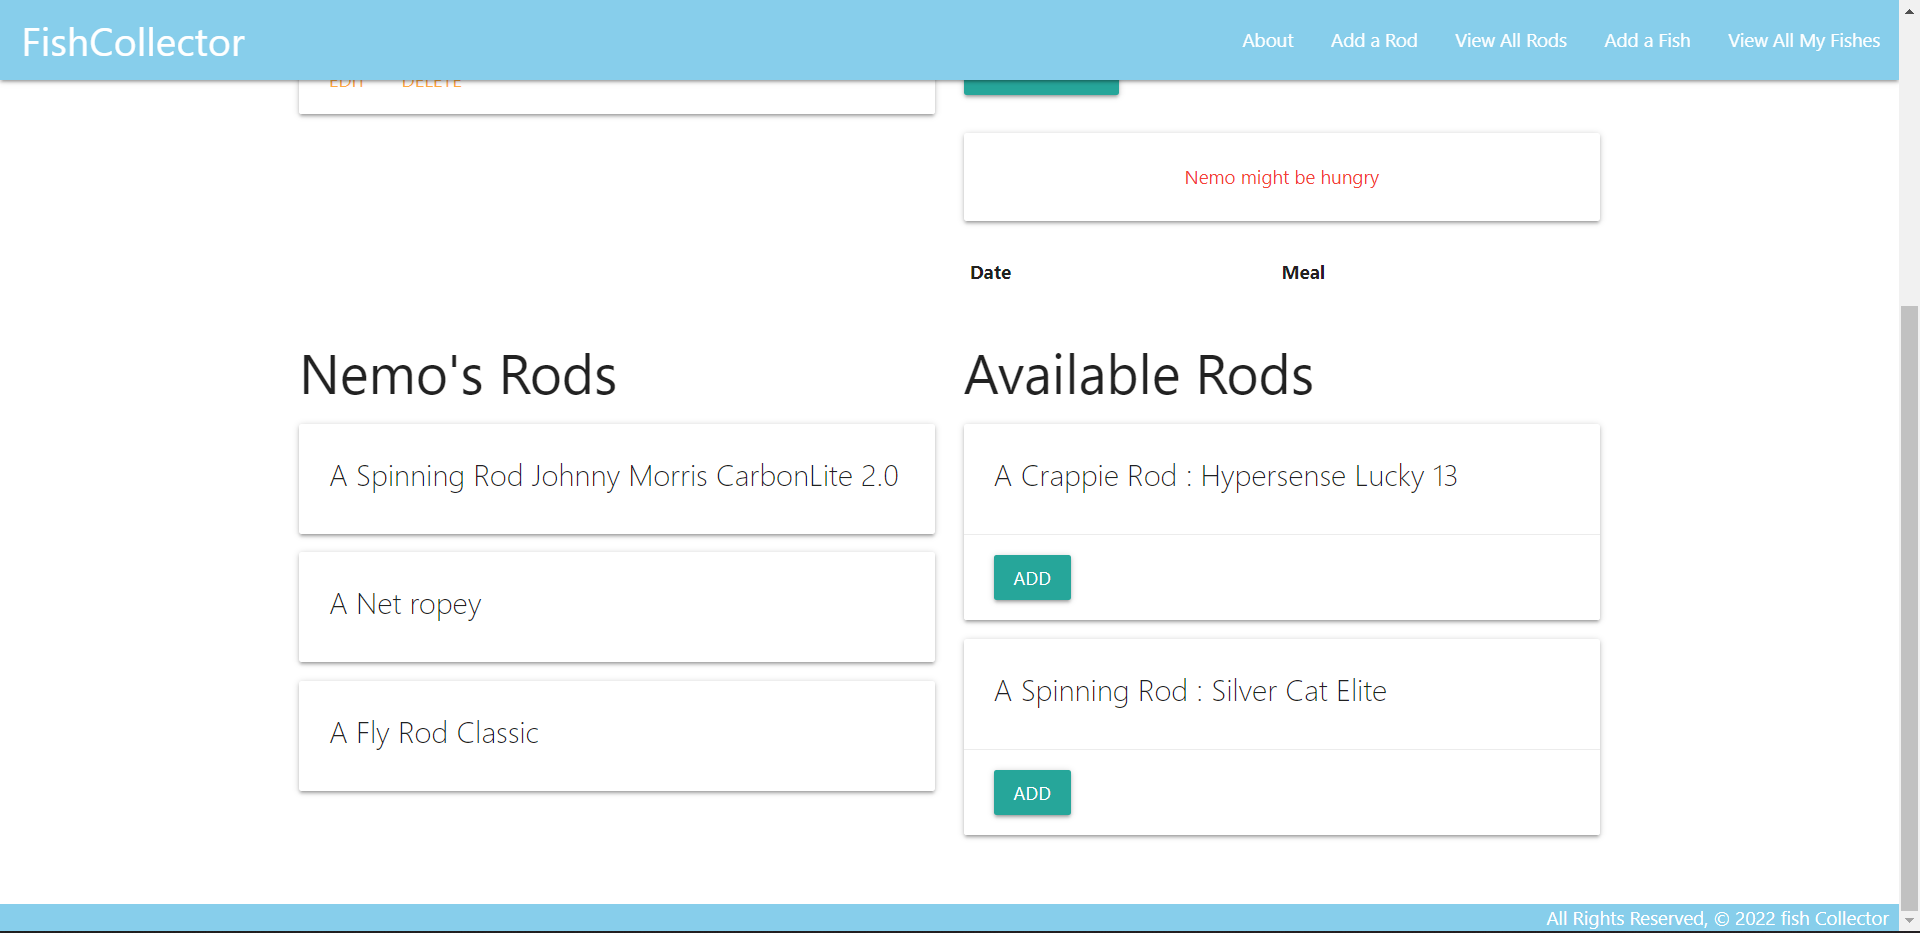 FishCollector
About
Add a Rod
View All Rods
Add a Fish
View All My Fishes
EDIT
DELETE
Nemo might be hungry
Date
Meal
Nemo's Rods
A Spinning Rod Johnny Morris CarbonLite 2.0
A Net ropey
A Fly Rod Classic
Available Rods
A Crappie Rod : Hypersense Lucky 13
ADD
A Spinning Rod : Silver Cat Elite
ADD
All Rights Reserved, © 2022 fish Collector